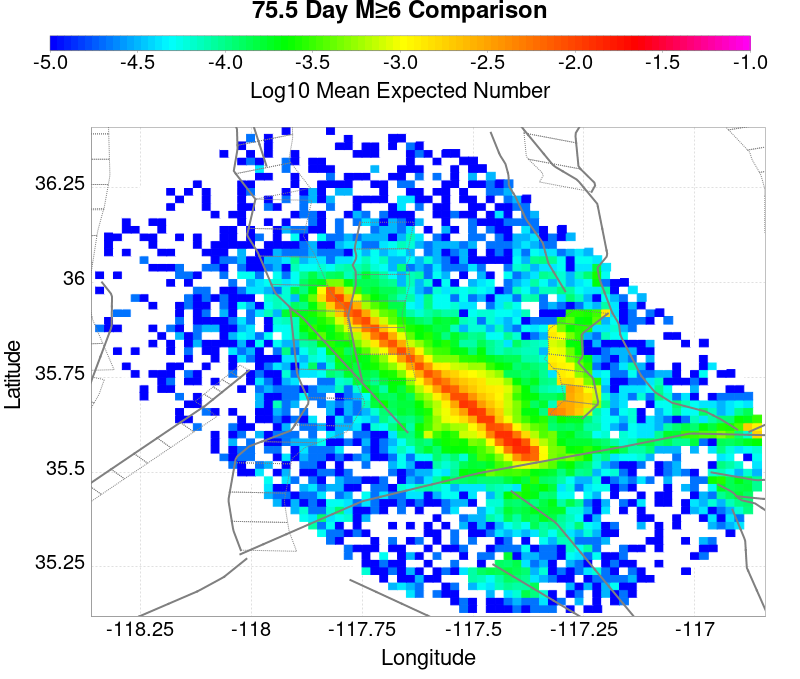 75.5 Day M≥6 Comparison
-5.0 -4.5 -4.0 -3.5 -3.0 -2.5 -2.0 -1.5 -1.0
Log10 Mean Expected Number
36.25
36
35.75
35.5
35.25
Latitude
-118.25 -118 -117.75 -117.5 -117.25 -117
Longitude